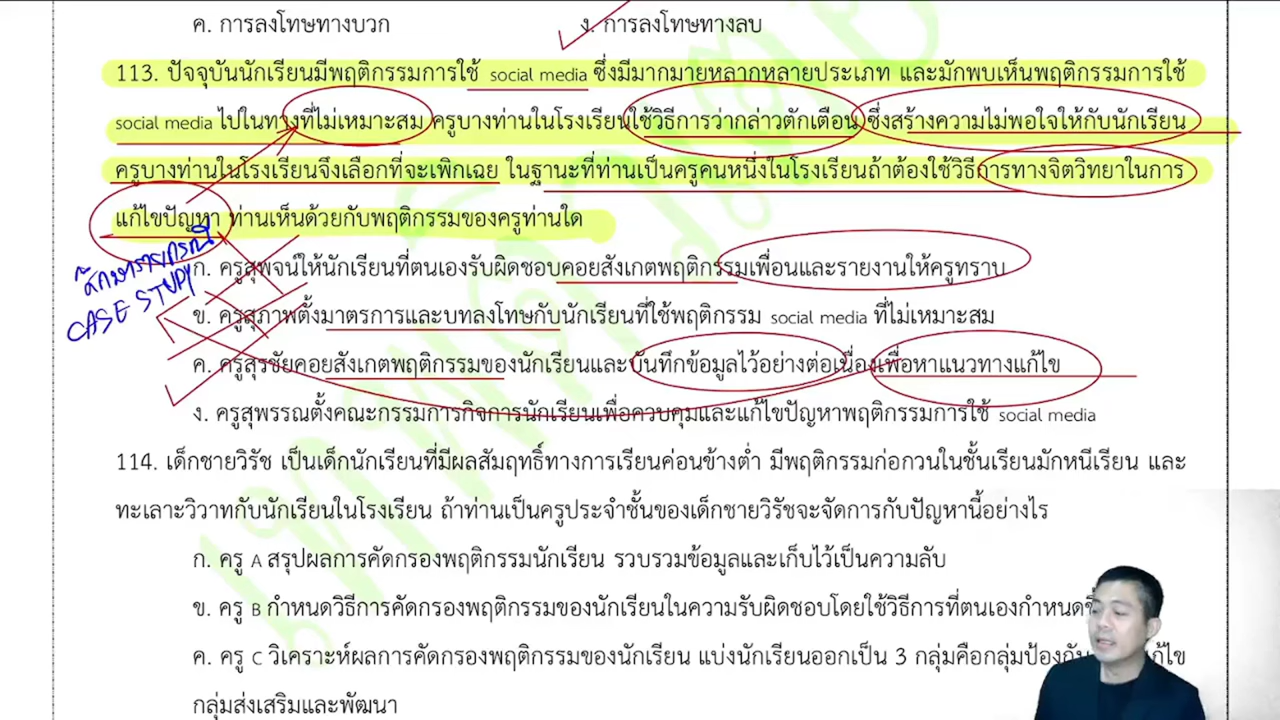 ค. การลงโทษทางบวก ง. การลงโทษทางลบ
113. ปัจจุบันนักเรียนมีพฤติกรรมการใช้ social media ซึ่งมีมากมายหลากหลายประเภท และมักพบเห็นพฤติกรรมการใช้
social media ไปในทางที่ไม่เหมาะสม ครูบางท่านในโรงเรียนใช้วิธีการว่ากล่าวตักเตือน ซึ่งสร้างความไม่พอใจให้กับนักเรียน
ครูบางท่านในโรงเรียนจึงเลือกที่จะเพิกเฉย ในฐานะที่ท่านเป็นครูคนหนึ่งในโรงเรียนถ้าต้องใช้วิธีการทางจิตวิทยาในการ
แก้ไขปัญหา ท่านเห็นด้วยกับพฤติกรรมของครูท่านใด
ก. ครูสุพจน์ให้นักเรียนที่ตนเองรับผิดชอบคอยสังเกตพฤติกรรมเพื่อนและรายงานให้ครูทราบ
CASE STUDY
ข. ครูสุภาพตั้งมาตรการและบทลงโทษกับนักเรียนที่ใช้พฤติกรรม social media ที่ไม่เหมาะสม
ค. ครูสุรชัยคอยสังเกตพฤติกรรมของนักเรียนและบันทึกข้อมูลไว้อย่างต่อเนื่องเพื่อหาแนวทางแก้ไข
ง. ครูสุพรรณตั้งคณะกรรมการกิจการนักเรียนเพื่อควบคุมและแก้ไขปัญหาพฤติกรรมการใช้ social media
114. เด็กชายวิรัช เป็นเด็กนักเรียนที่มีผลสัมฤทธิ์ทางการเรียนค่อนข้างต่ำ มีพฤติกรรมก่อกวนในชั้นเรียนมักหนีเรียน และ
ทะเลาะวิวาทกับนักเรียนในโรงเรียน ถ้าท่านเป็นครูประจำชั้นของเด็กชายวิรัชจะจัดการกับปัญหานี้อย่างไร
ก. ครู A สรุปผลการคัดกรองพฤติกรรมนักเรียน รวบรวมข้อมูลและเก็บไว้เป็นความลับ
ข. ครู B กำหนดวิธีการคัดกรองพฤติกรรมของนักเรียนในความรับผิดชอบโดยใช้วิธีการที่ตนเองกำหนด
ค. ครู C วิเคราะห์ผลการคัดกรองพฤติกรรมของนักเรียน แบ่งนักเรียนออกเป็น 3 กลุ่มคือกลุ่มป้องกัน
กลุ่มส่งเสริมและพัฒนา